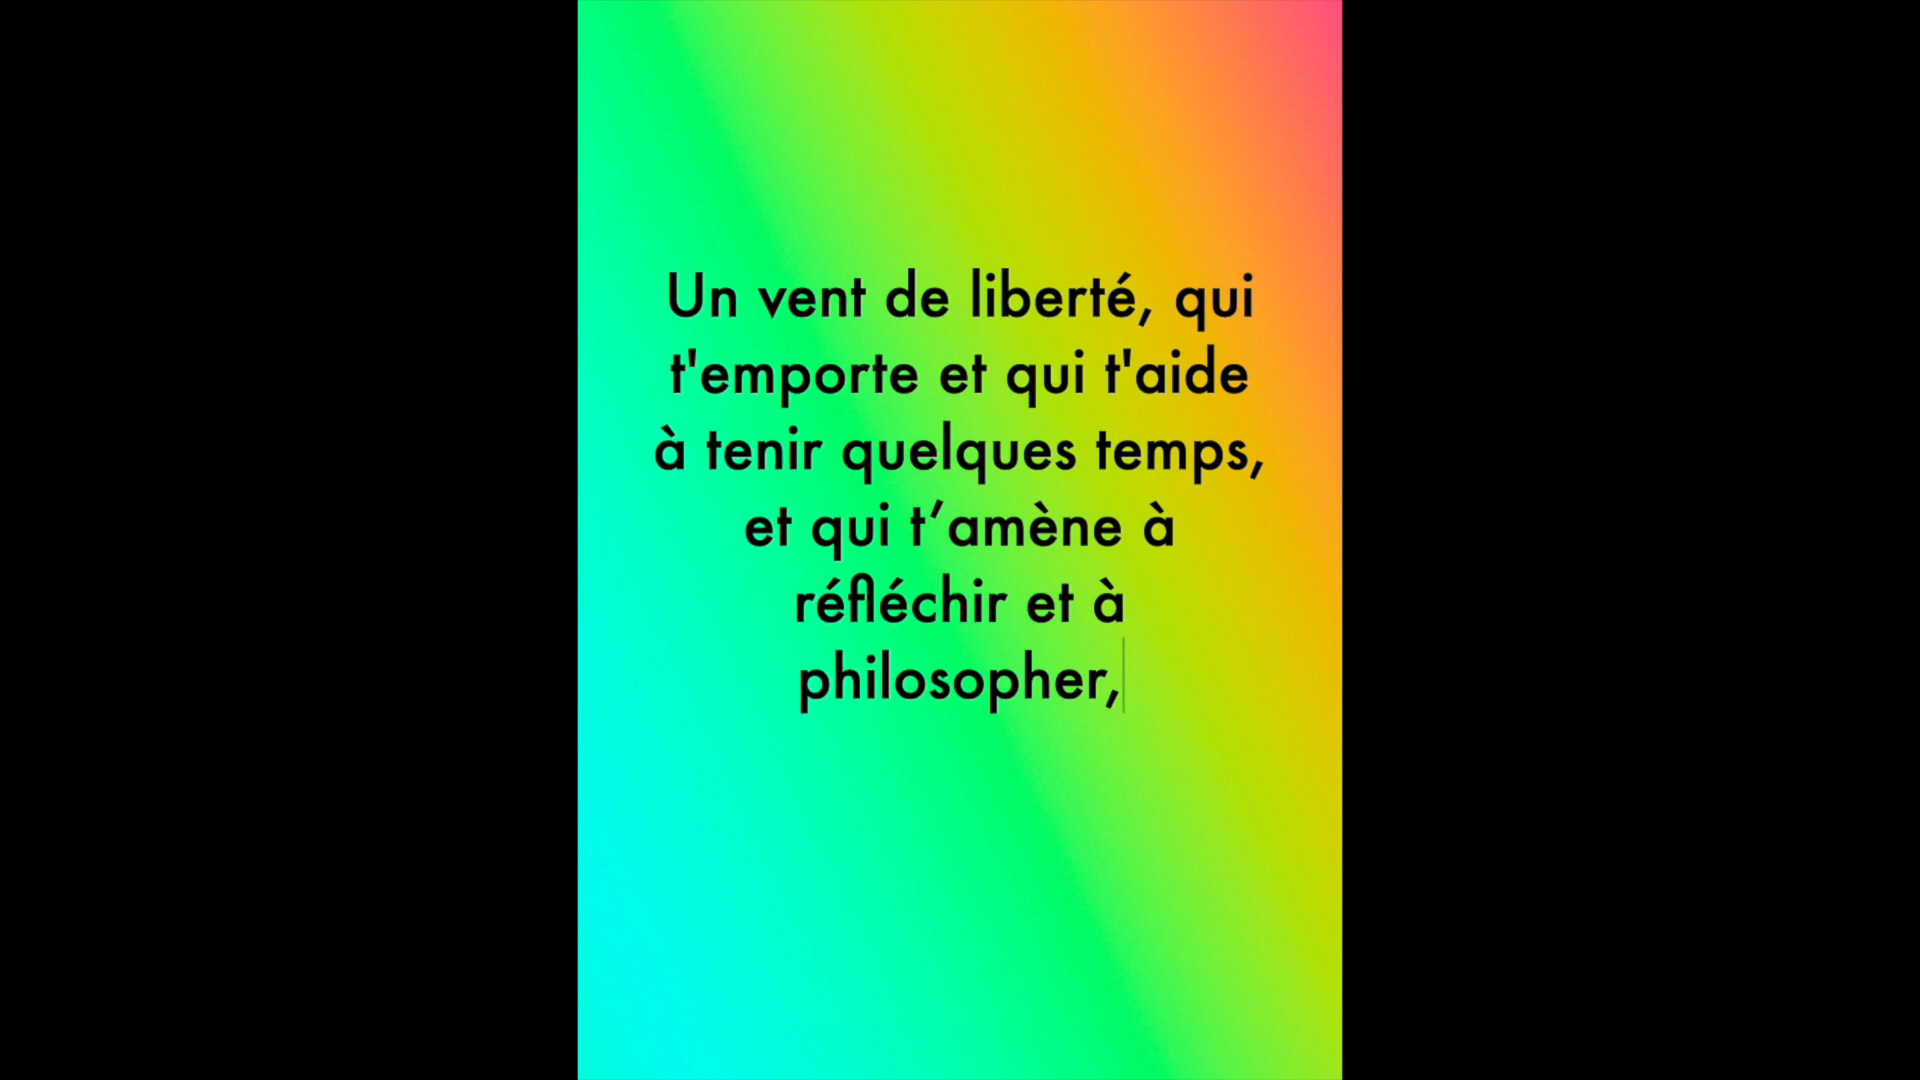 Un vent de liberté, qui
t'emporte et qui t'aide
à tenir quelques temps,
et qui t’amène à
réfléchir et à
philosopher,